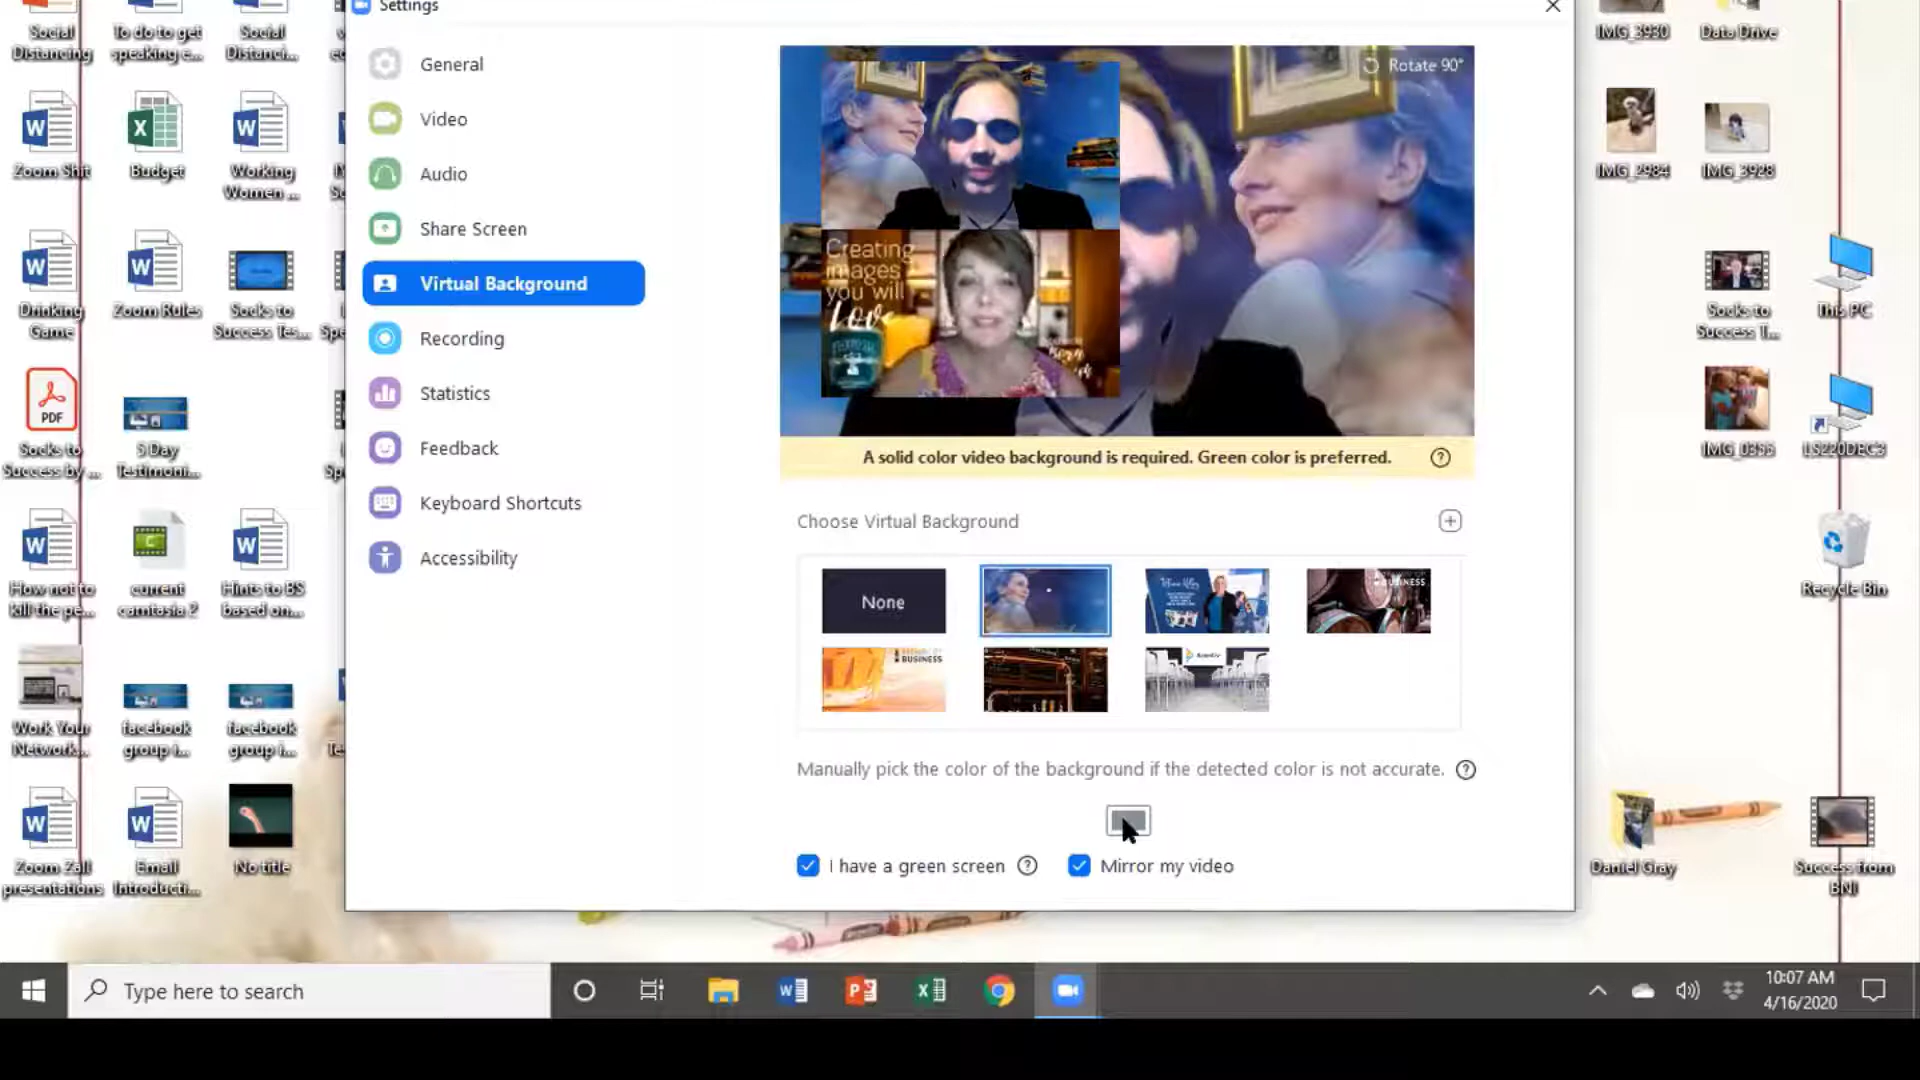 Settings
General
Video
Audio
Share Screen
Virtual Background
Recording
Statistics
Feedback
Keyboard Shortcuts
Accessibility
Rotate 90°
Creating
images
you will
Love
A solid color video background is required. Green color is preferred.
Choose Virtual Background
None
BUSINESS
BUSINESS
Manually pick the color of the background if the detected color is not accurate.
I have a green screen
Mirror my video
Social
Distancing
To do to get
speaking e...
Social
Distanci...
Zoom Shit
Budget
Working
Women ...
Drinking
Game
Zoom Rules
Socks to
Success Tes...
PDF
Socks to
Success by ...
5 Day
Testimoni...
How not to
kill the pe...
current
camtasia 2
Hints to BS
based on...
Work Your
Network...
facebook
group i...
facebook
group i...
Zoom Zall
presentations
Email
Introducti...
No title
IMG_3930
Data Drive
IMG_2984
IMG_3928
Socks to
Success T...
This PC
IMG_0355
LS220DEC3
Recycle Bin
Daniel Gray
Success from
BNI
Type here to search
10:07 AM
4/16/2020